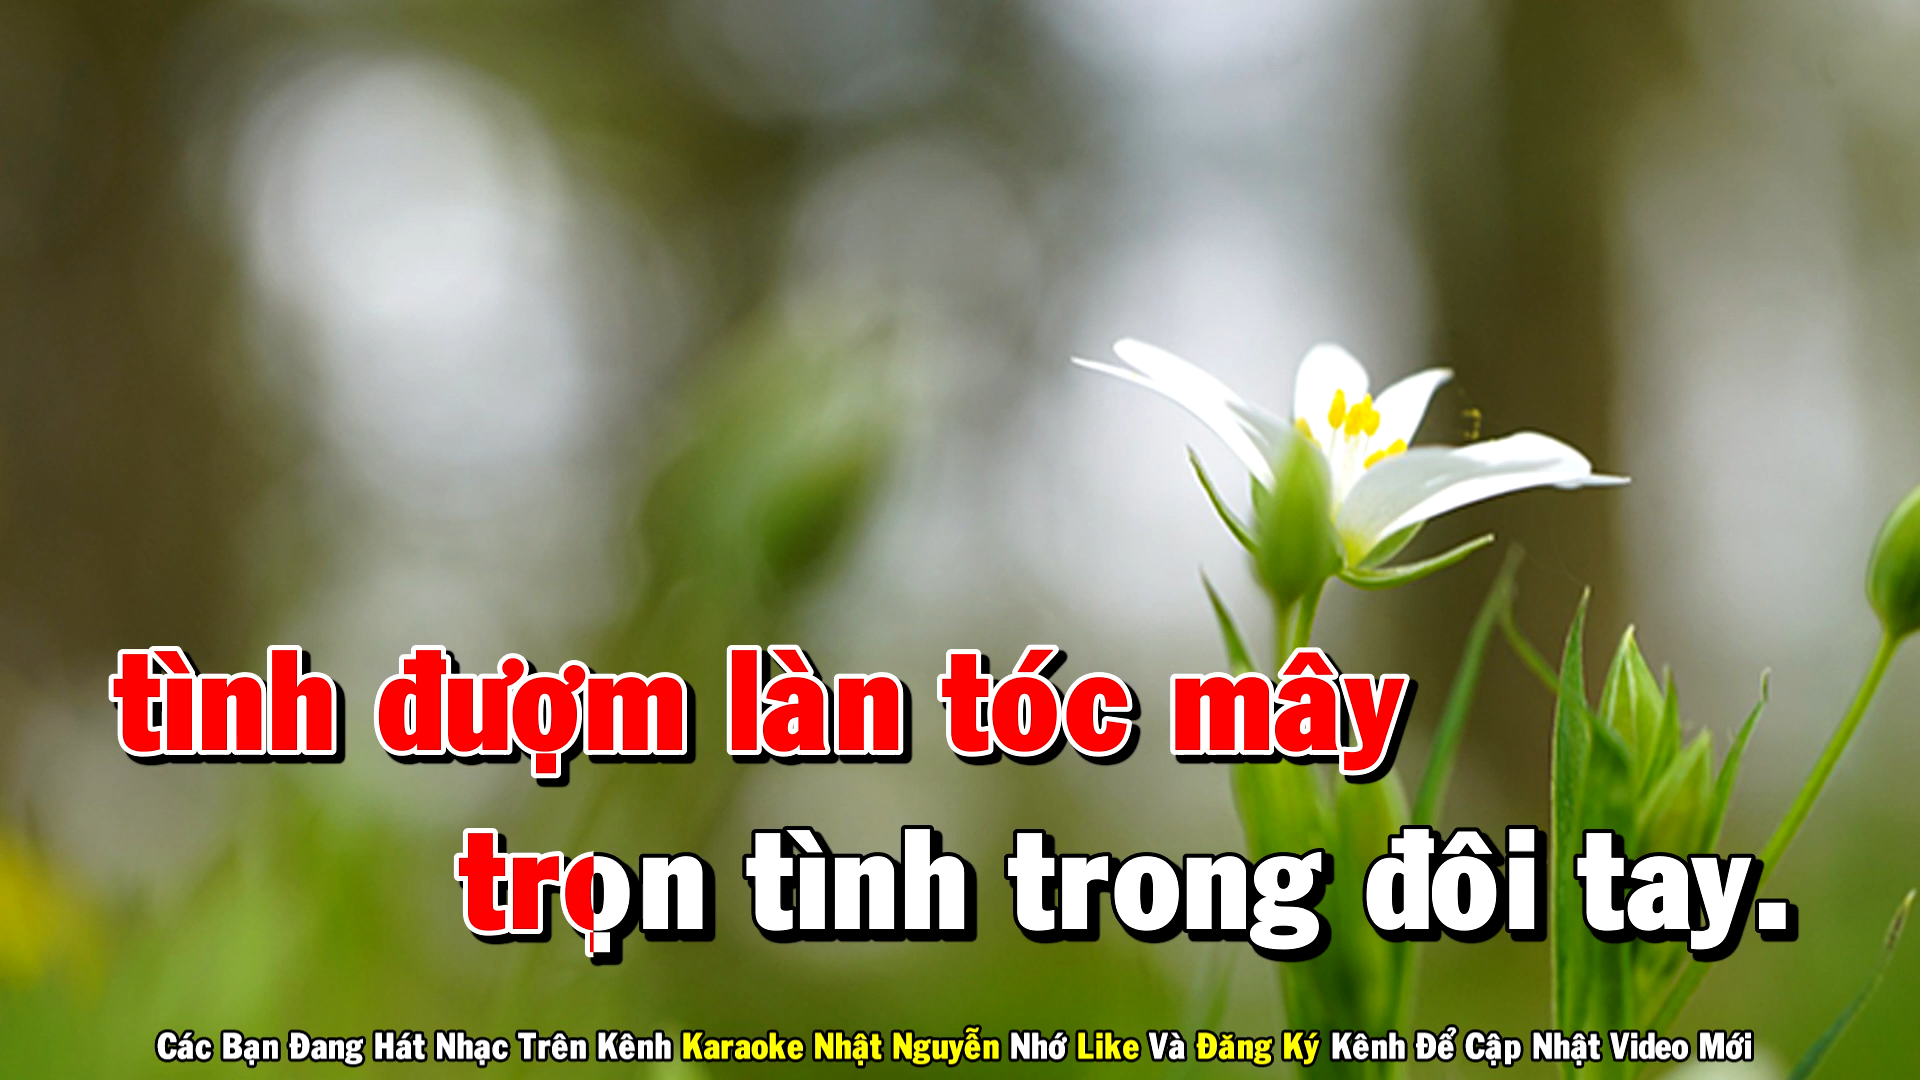 tình đượm làn tóc mây
trọn tình trong đôi tay.
Các Bạn Đang Hát Nhạc Trên Kênh Karaoke Nhật Nguyễn Nhớ Like Và Đăng Ký Kênh Để Cập Nhật Video Mới